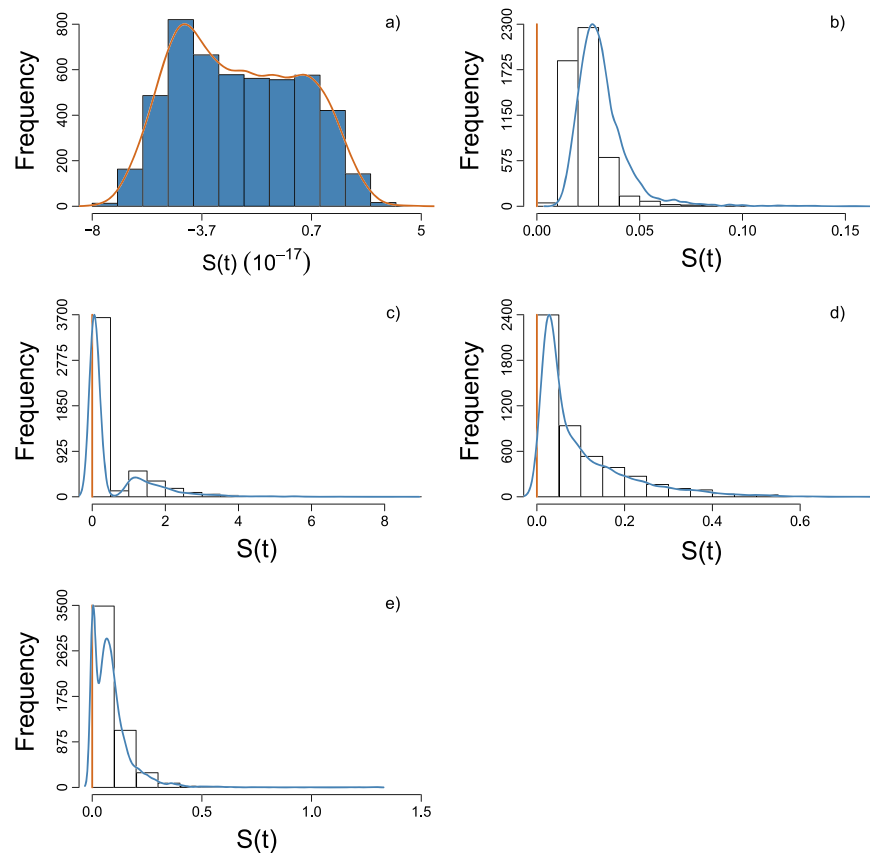 a)
Frequency
800
600
400
200
0
−8 −3.7 0.7 5
S(t) (10⁻¹⁷)
b)
Frequency
2300
1725
1150
575
0
0.00 0.05 0.10 0.15
S(t)
c)
Frequency
3700
2775
1850
925
0
0 2 4 6 8
S(t)
d)
Frequency
2400
1800
1200
600
0
0.0 0.2 0.4 0.6
S(t)
e)
Frequency
3500
2625
1750
875
0
0.0 0.5 1.0 1.5
S(t)